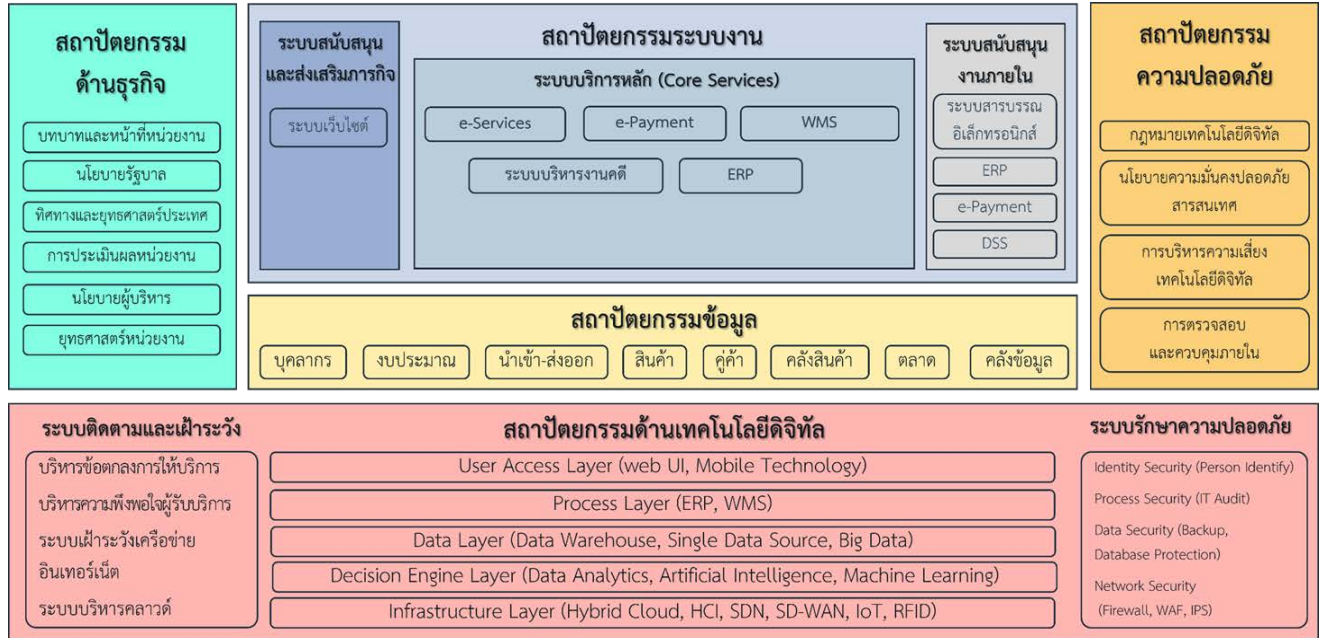 สถาปัตยกรรม
ด้านธุรกิจ
บทบาทและหน้าที่หน่วยงาน
นโยบายรัฐบาล
ทิศทางและยุทธศาสตร์ประเทศ
การประเมินผลหน่วยงาน
นโยบายผู้บริหาร
ยุทธศาสตร์หน่วยงาน
ระบบสนับสนุน
และส่งเสริมภารกิจ
ระบบเว็บไซต์
สถาปัตยกรรมระบบงาน
ระบบบริการหลัก (Core Services)
e-Services
e-Payment
WMS
ระบบบริหารงานคดี
ERP
ระบบสนับสนุน
งานภายใน
ระบบสารบรรณ
อิเล็กทรอนิกส์
ERP
e-Payment
DSS
สถาปัตยกรรม
ความปลอดภัย
กฎหมายเทคโนโลยีดิจิทัล
นโยบายความมั่นคงปลอดภัย
สารสนเทศ
การบริหารความเสี่ยง
เทคโนโลยีดิจิทัล
การตรวจสอบ
และควบคุมภายใน
สถาปัตยกรรมข้อมูล
บุคลากร
งบประมาณ
นำเข้า-ส่งออก
สินค้า
คู่ค้า
คลังสินค้า
ตลาด
คลังข้อมูล
ระบบติดตามและเฝ้าระวัง
บริหารข้อตกลงการให้บริการ
บริหารความพึงพอใจผู้รับบริการ
ระบบเฝ้าระวังเครือข่าย
อินเทอร์เน็ต
ระบบบริหารคลาวด์
สถาปัตยกรรมด้านเทคโนโลยีดิจิทัล
User Access Layer (web UI, Mobile Technology)
Process Layer (ERP, WMS)
Data Layer (Data Warehouse, Single Data Source, Big Data)
Decision Engine Layer (Data Analytics, Artificial Intelligence, Machine Learning)
Infrastructure Layer (Hybrid Cloud, HCI, SDN, SD-WAN, IoT, RFID)
ระบบรักษาความปลอดภัย
Identity Security (Person Identify)
Process Security (IT Audit)
Data Security (Backup,
Database Protection)
Network Security
(Firewall, WAF, IPS)